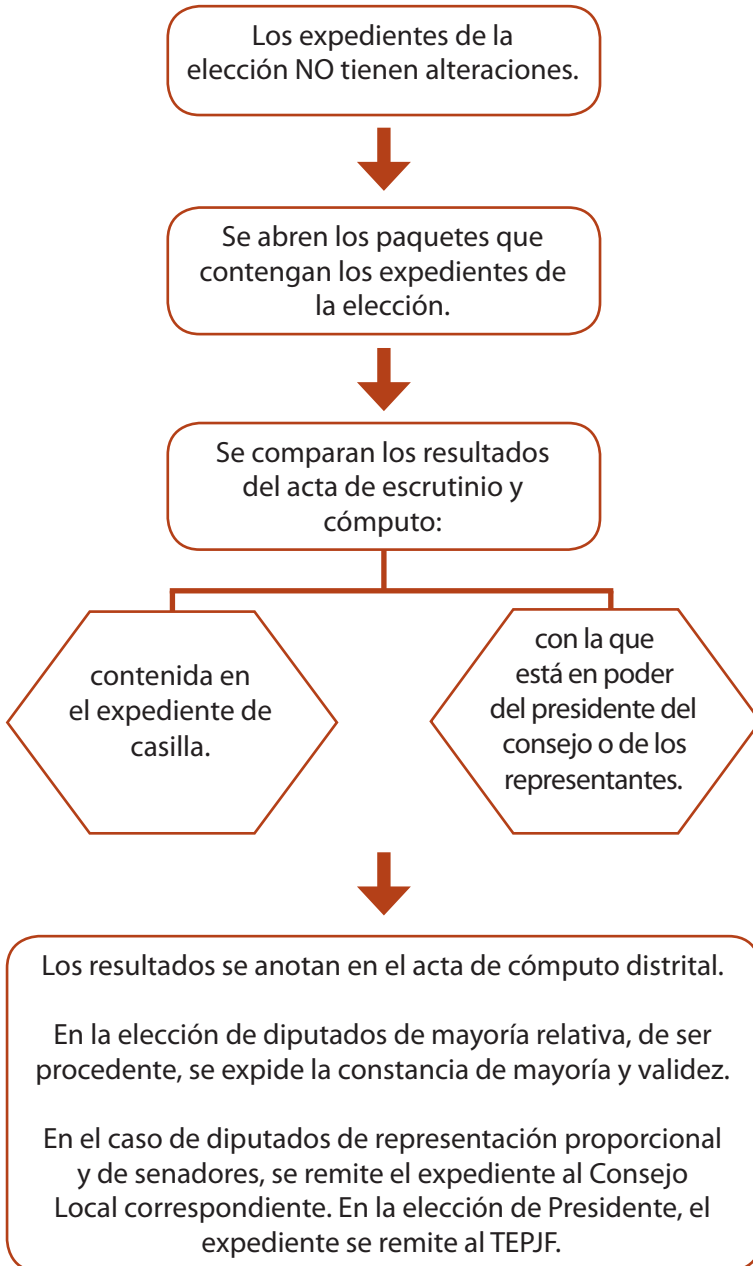 Los expedientes de la
elección NO tienen alteraciones.
Se abren los paquetes que
contengan los expedientes de
la elección.
Se comparan los resultados
del acta de escrutinio y
cómputo:
contenida en
el expediente de
casilla.
con la que
está en poder
del presidente del
consejo o de los
representantes.
Los resultados se anotan en el acta de cómputo distrital.
En la elección de diputados de mayoría relativa, de ser
procedente, se expide la constancia de mayoría y validez.
En el caso de diputados de representación proporcional
y de senadores, se remite el expediente al Consejo
Local correspondiente. En la elección de Presidente, el
expediente se remite al TEPJF.